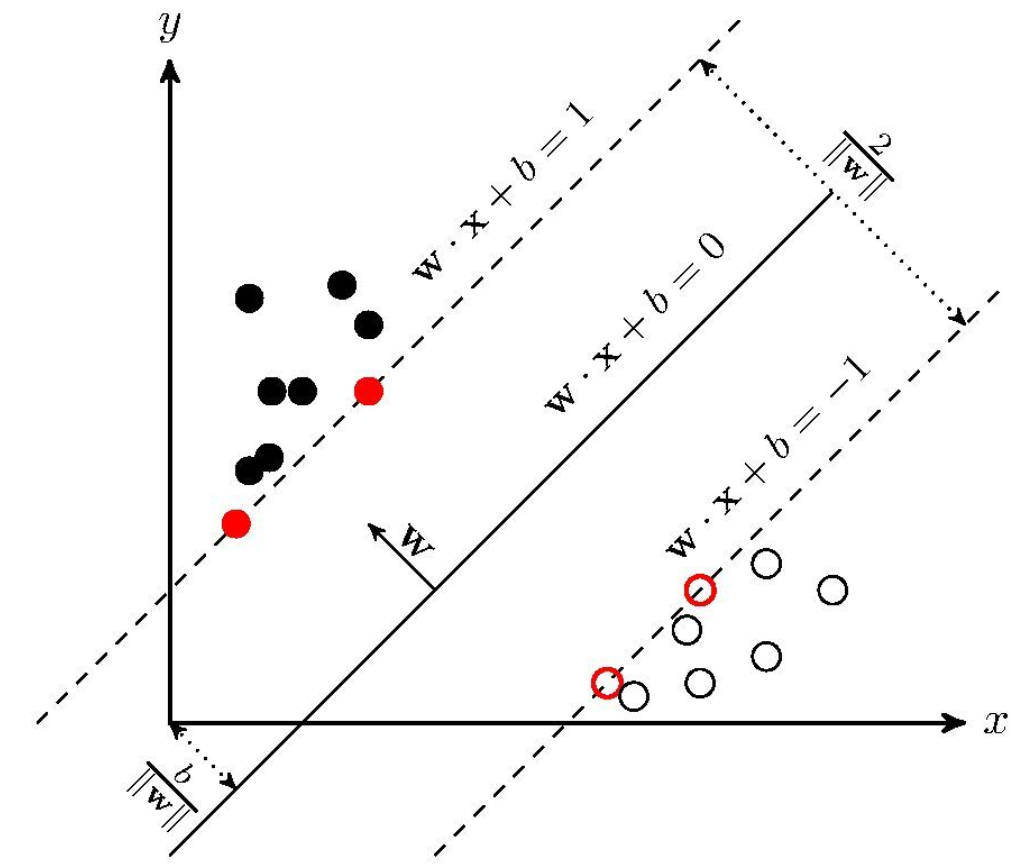 y
w · x + b = 1
2
‖w‖
w · x + b = 0
w · x + b = −1
w
x
b
‖w‖